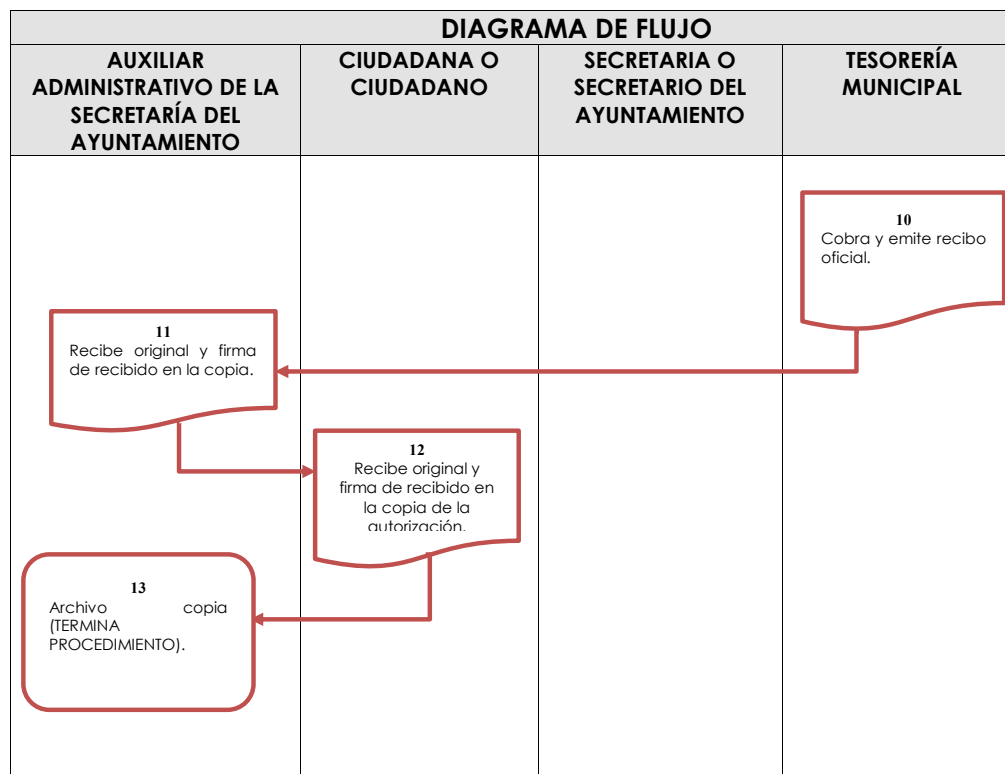 DIAGRAMA DE FLUJO
AUXILIAR
ADMINISTRATIVO DE LA
SECRETARÍA DEL
AYUNTAMIENTO
CIUDADANA O
CIUDADANO
SECRETARIA O
SECRETARIO DEL
AYUNTAMIENTO
TESORERÍA
MUNICIPAL
10
Cobra y emite recibo
oficial.
11
Recibe original y firma
de recibido en la copia.
12
Recibe original y
firma de recibido en
la copia de la
autorización.
13
Archivo copia
(TERMINA
PROCEDIMIENTO).